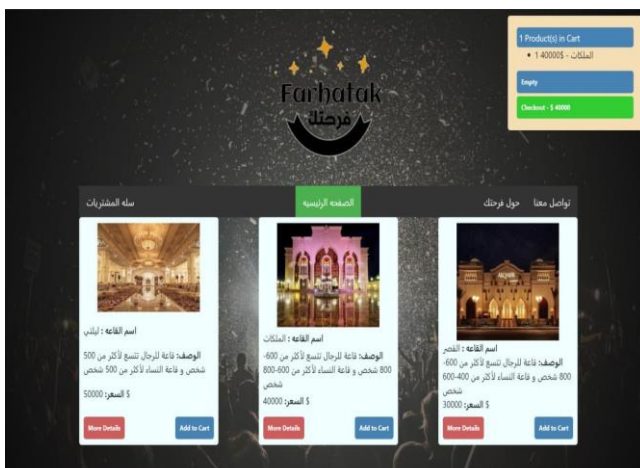 1 Product(s) in Cart
الملكات - $40000 1
Empty
Checkout - $ 40000
Farhatak
فرحتك
تواصل معنا
حول فرحتك
الصفحه الرئيسيه
سله المشتريات
اسم القاعه : ليلتي
الوصف: قاعة للرجال تتسع لأكثر من 500
شخص و قاعة النساء لأكثر من 500 شخص
$ السعر: 50000
More Details
Add to Cart
اسم القاعه : الملكات
الوصف: قاعة للرجال تتسع لأكثر من 600-
800 شخص و قاعة النساء لأكثر من 600-800
شخص
$ السعر: 40000
More Details
Add to Cart
اسم القاعه : القصر
الوصف: قاعة للرجال تتسع لأكثر من 600-
800 شخص و قاعة النساء لأكثر من 400-600
شخص
$ السعر: 30000
More Details
Add to Cart